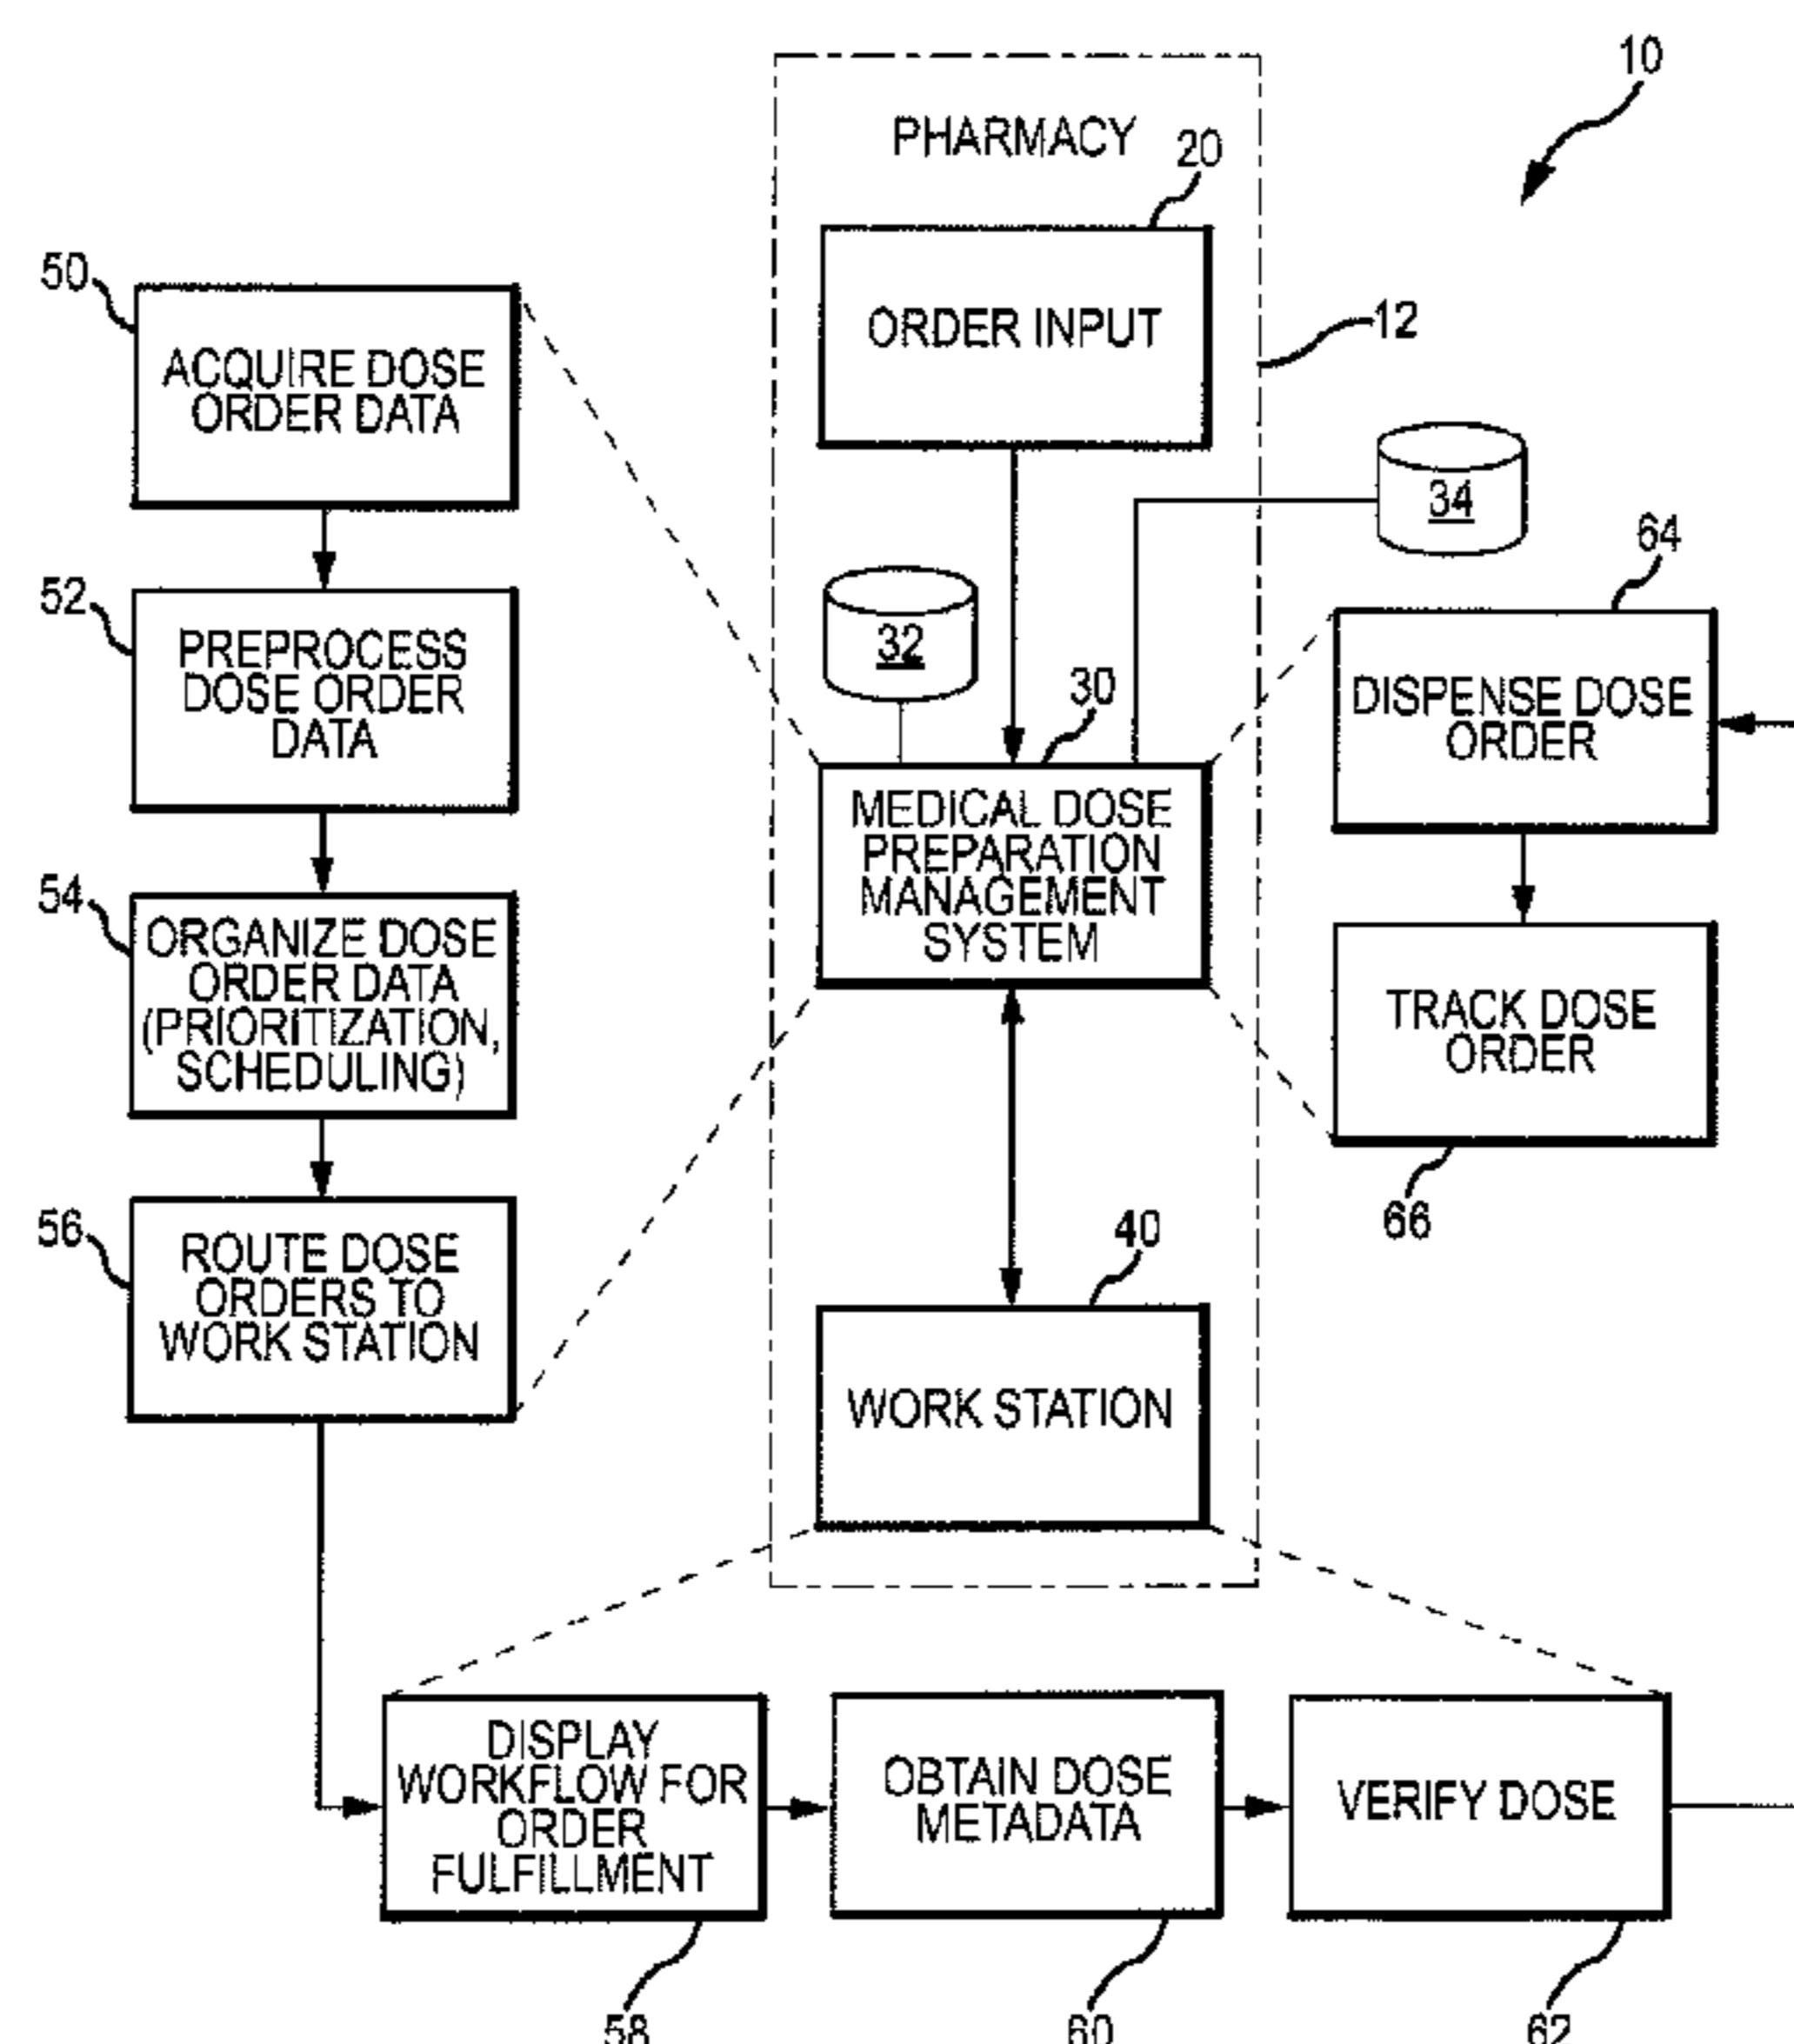 10
PHARMACY
20
ORDER INPUT
12
50
ACQUIRE DOSE
ORDER DATA
34
64
52
PREPROCESS
DOSE ORDER
DATA
32
30
DISPENSE DOSE
ORDER
MEDICAL DOSE
PREPARATION
MANAGEMENT
SYSTEM
54
ORGANIZE DOSE
ORDER DATA
(PRIORITIZATION,
SCHEDULING)
TRACK DOSE
ORDER
66
56
ROUTE DOSE
ORDERS TO
WORK STATION
40
WORK STATION
DISPLAY
WORKFLOW FOR
ORDER
FULFILLMENT
OBTAIN DOSE
METADATA
VERIFY DOSE
58
60
62